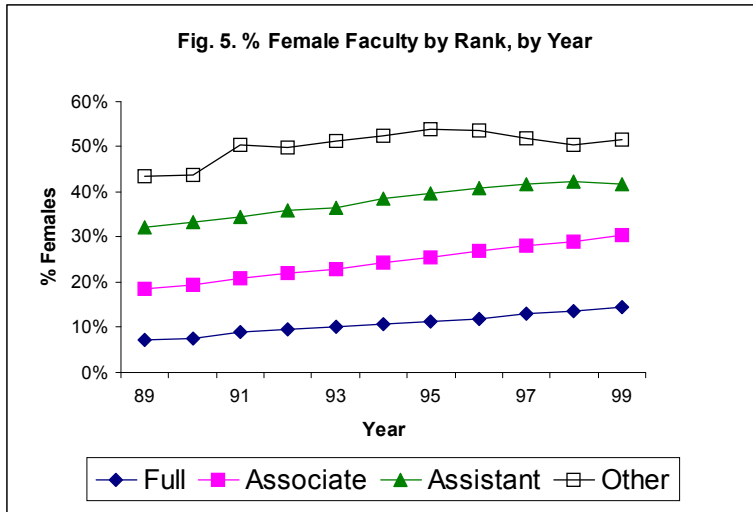 Fig. 5. % Female Faculty by Rank, by Year
% Females
60%
50%
40%
30%
20%
10%
0%
89 91 93 95 97 99
Year
Full Associate Assistant Other